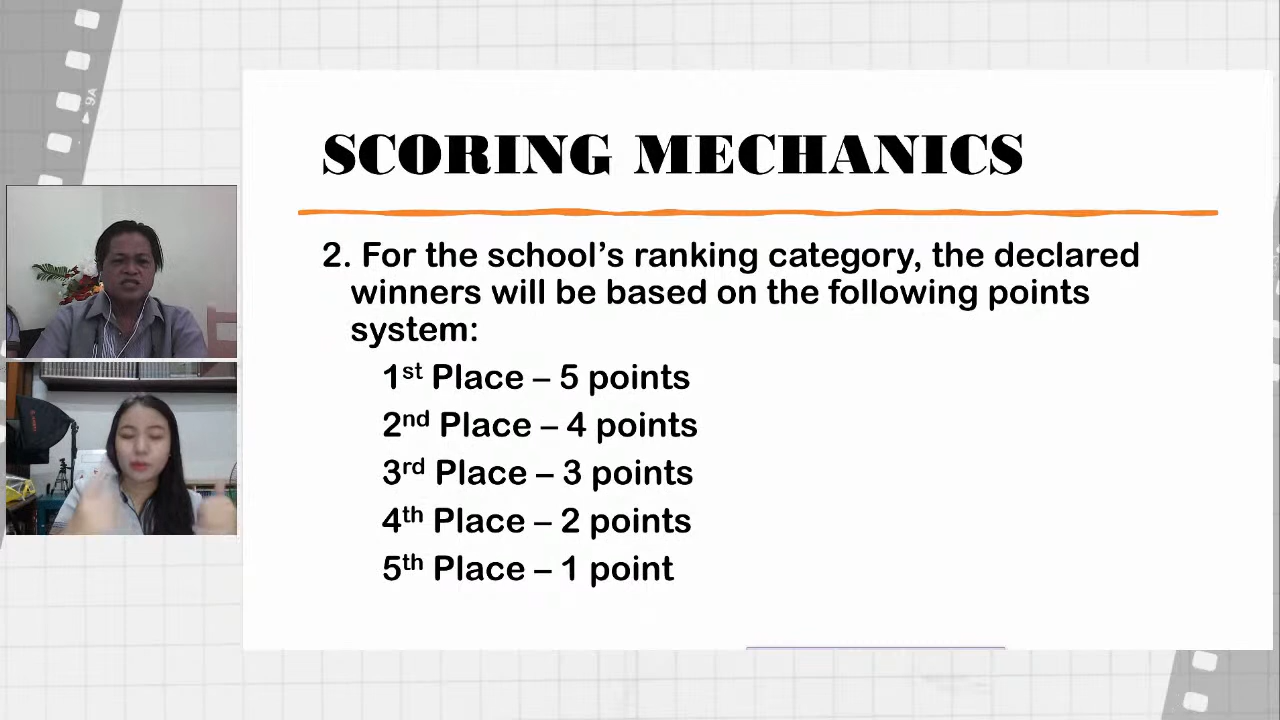 SCORING MECHANICS
2. For the school’s ranking category, the declared
winners will be based on the following points
system:
1st Place – 5 points
2nd Place – 4 points
3rd Place – 3 points
4th Place – 2 points
5th Place – 1 point
9A